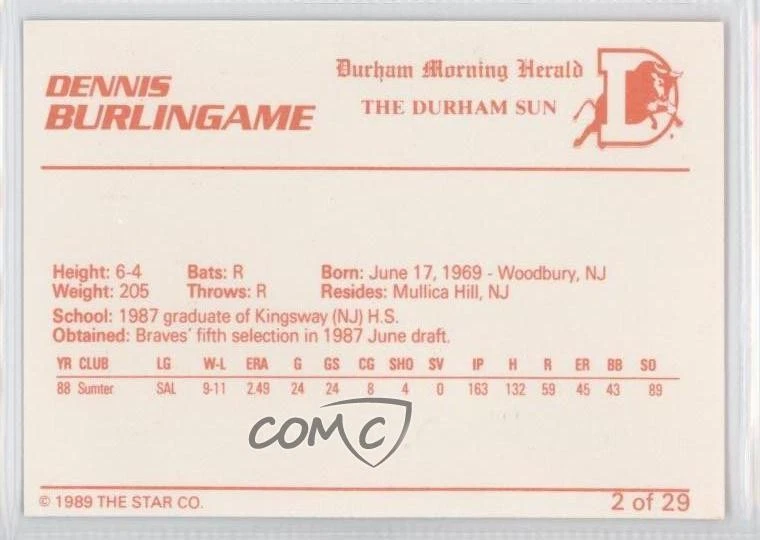 DENNIS
BURLINGAME
Durham Morning Herald
THE DURHAM SUN
D
Height: 6-4 Bats: R Born: June 17, 1969 - Woodbury, NJ
Weight: 205 Throws: R Resides: Mullica Hill, NJ
School: 1987 graduate of Kingsway (NJ) H.S.
Obtained: Braves' fifth selection in 1987 June draft.
YR CLUB LG W-L ERA G GS CG SHO SV IP H R ER BB SO
88 Sumter SAL 9-11 2.49 24 24 8 4 0 163 132 59 45 43 89
COMC
© 1989 THE STAR CO. 2 of 29